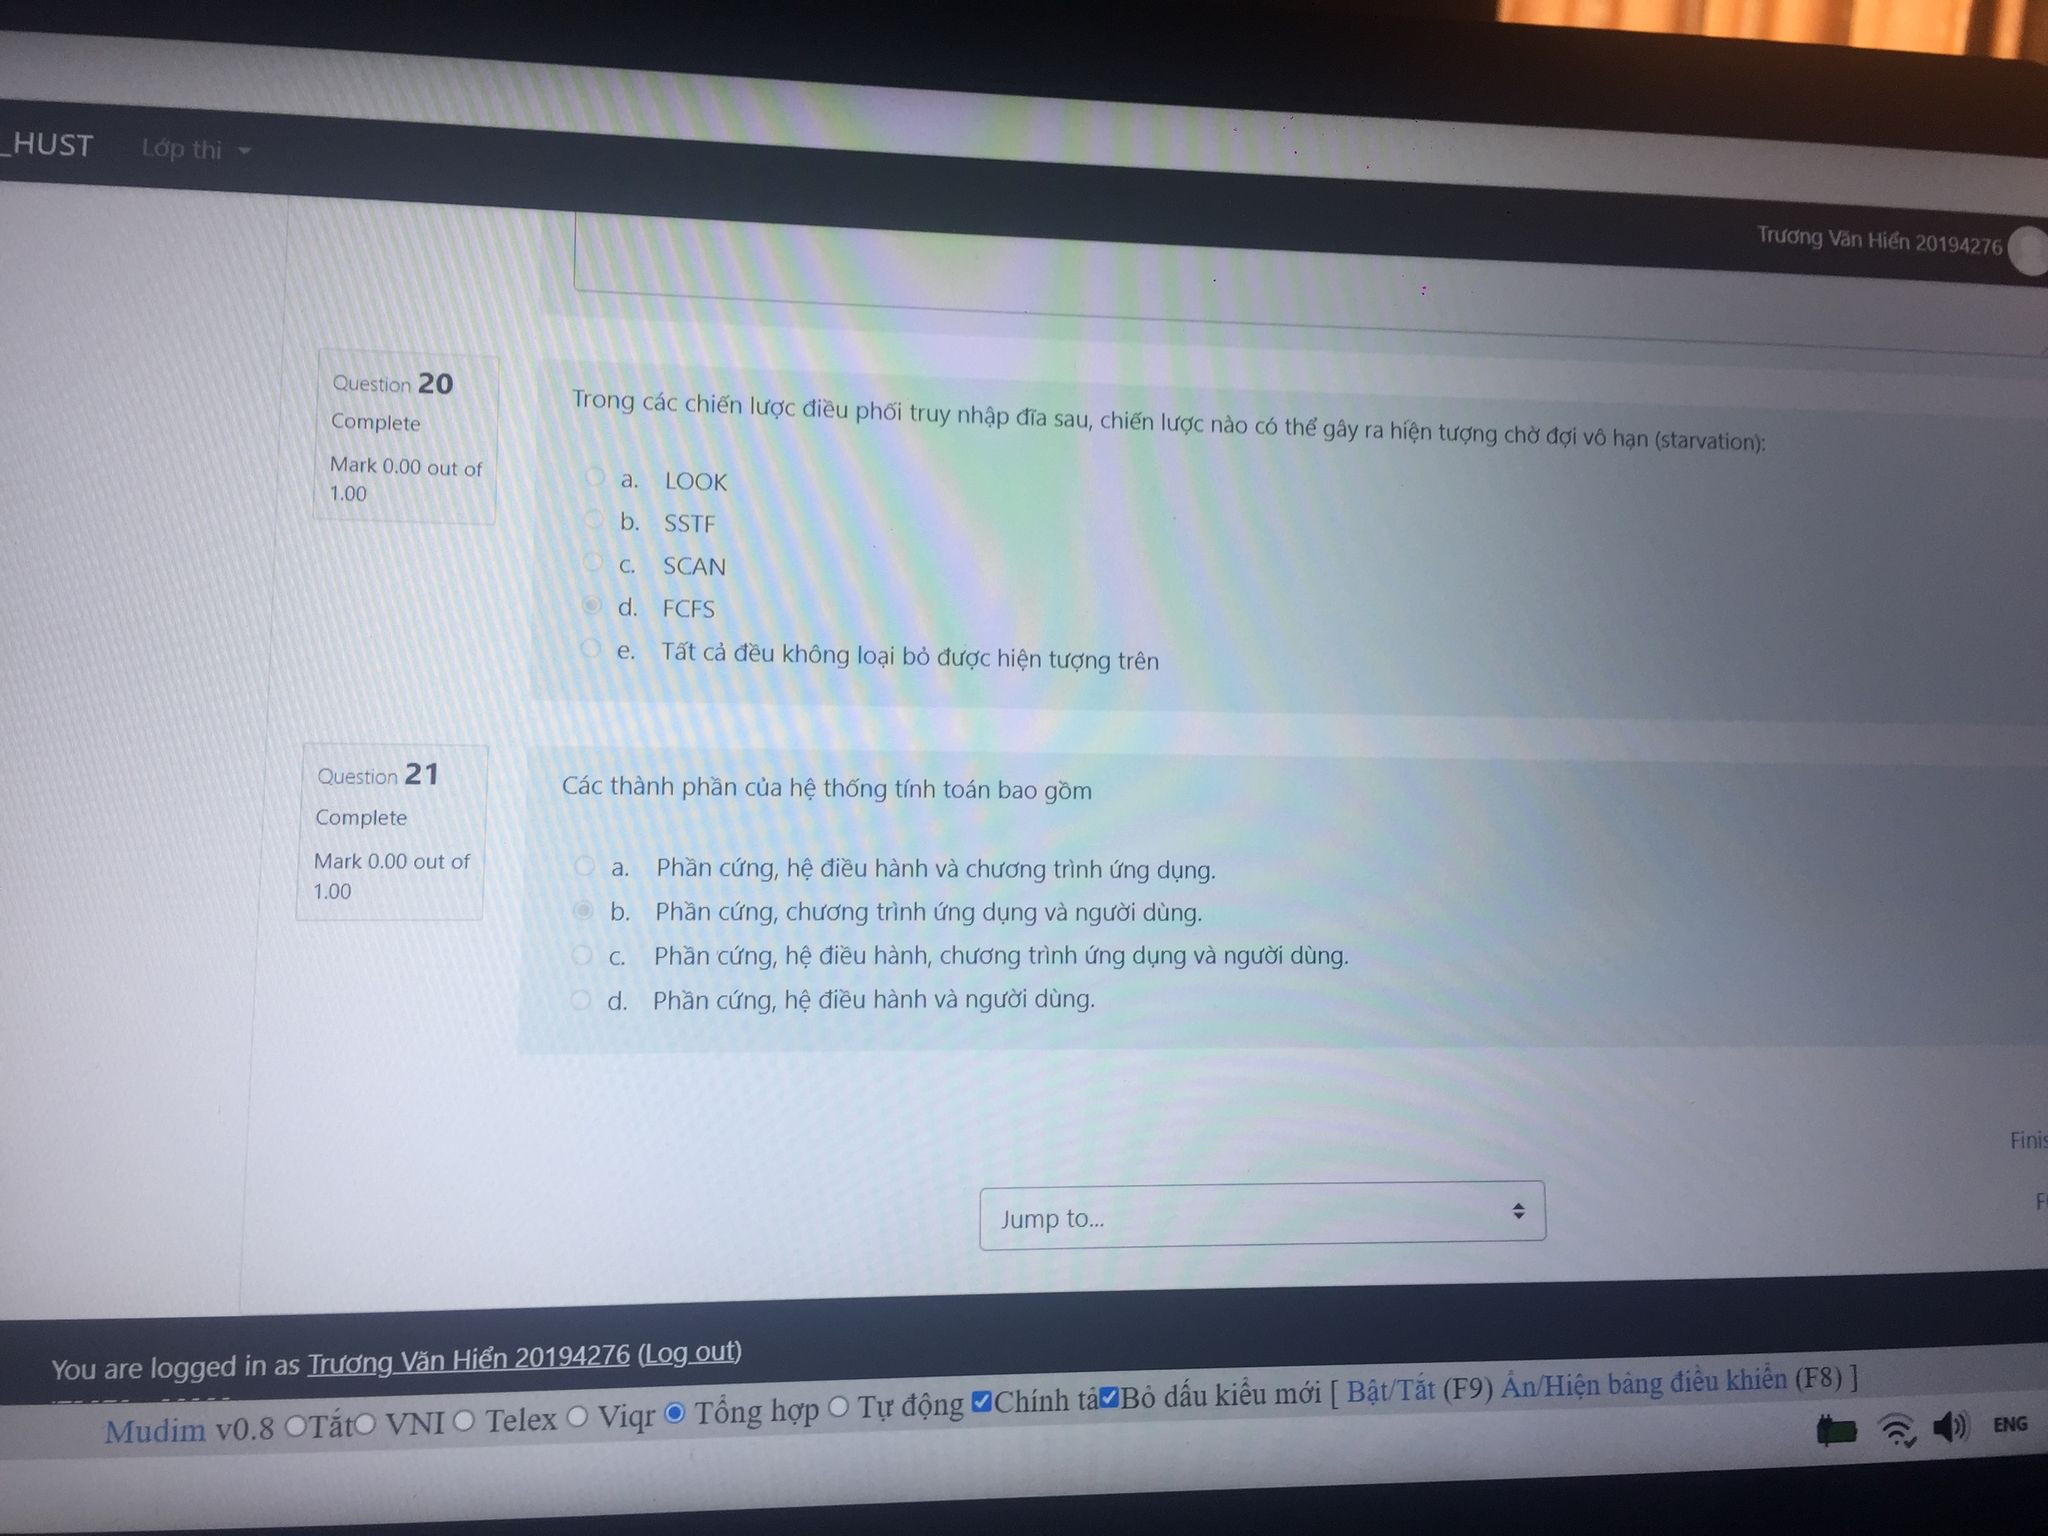 _HUST Lớp thi
Trương Văn Hiển 20194276
Question 20
Complete
Mark 0.00 out of
1.00
Trong các chiến lược điều phối truy nhập đĩa sau, chiến lược nào có thể gây ra hiện tượng chờ đợi vô hạn (starvation):
a. LOOK
b. SSTF
c. SCAN
d. FCFS
e. Tất cả đều không loại bỏ được hiện tượng trên
Question 21
Complete
Mark 0.00 out of
1.00
Các thành phần của hệ thống tính toán bao gồm
a. Phần cứng, hệ điều hành và chương trình ứng dụng.
b. Phần cứng, chương trình ứng dụng và người dùng.
c. Phần cứng, hệ điều hành, chương trình ứng dụng và người dùng.
d. Phần cứng, hệ điều hành và người dùng.
Finis
F
Jump to...
You are logged in as Trương Văn Hiển 20194276 (Log out)
Mudim v0.8 Tắt VNI Telex Viqr Tổng hợp Tự động Chính tả Bỏ dấu kiểu mới [ Bật/Tắt (F9) Ẩn/Hiện bảng điều khiển (F8) ]
ENG